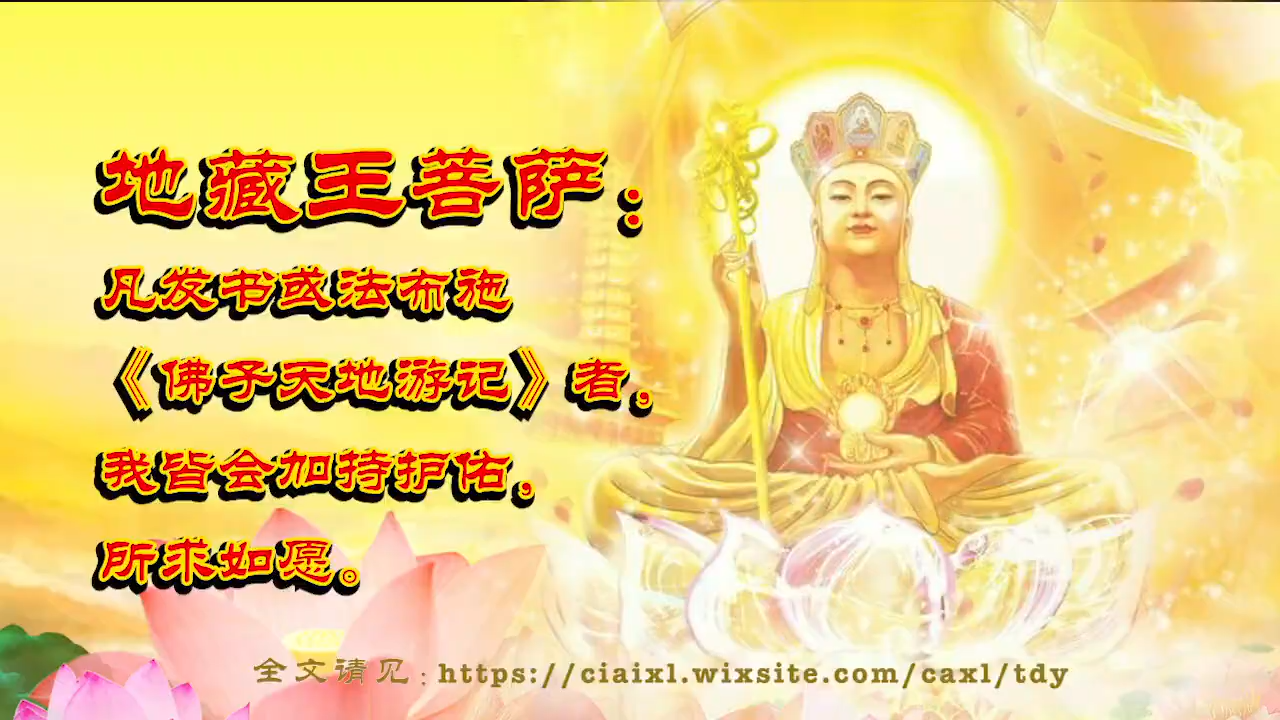 地藏王菩萨：
凡发书或法布施
《佛子天地游记》者，
我皆会加持护佑，
所求如愿。
全文请见：https://ciaixl.wixsite.com/caxl/tdy